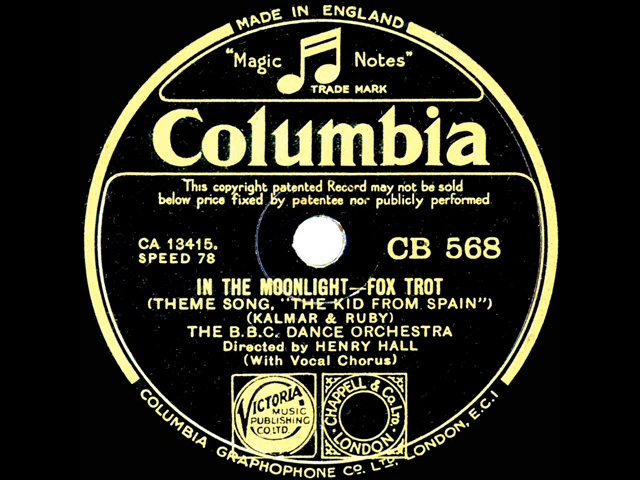 MADE IN ENGLAND
"Magic Notes"
TRADE MARK
Columbia
This copyright patented Record may not be sold
below price fixed by patentee nor publicly performed
CA 13415.
SPEED 78
CB 568
IN THE MOONLIGHT—FOX TROT
(THEME SONG, "THE KID FROM SPAIN")
(KALMAR & RUBY)
THE B.B.C. DANCE ORCHESTRA
Directed by HENRY HALL
(With Vocal Chorus)
VICTORIA
MUSIC
PUBLISHING
CO LTD.
CHAPPELL & Co. LTD.
LONDON
COLUMBIA GRAPHOPHONE CO. LTD. LONDON, E.C.1